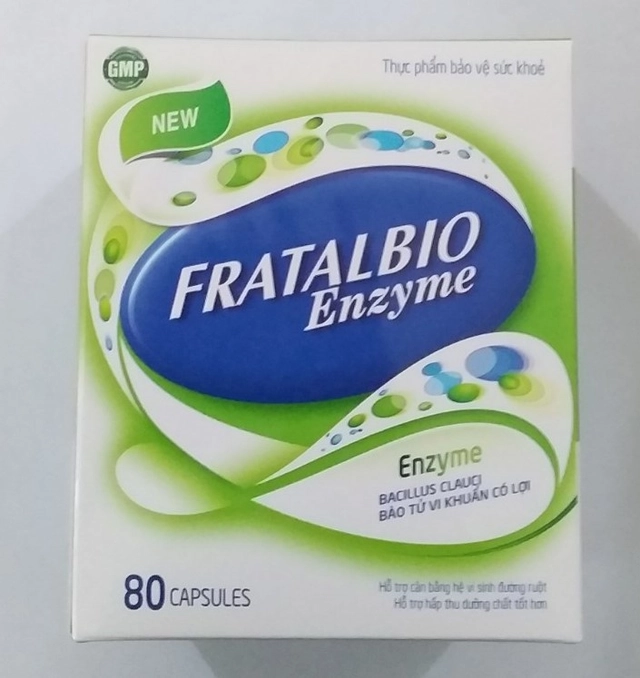 GMP
Thực phẩm bảo vệ sức khoẻ
NEW
FRATALBIO
Enzyme
Enzyme
BACILLUS CLAUCI
BÀO TỬ VI KHUẨN CÓ LỢI
80 CAPSULES
Hỗ trợ cân bằng hệ vi sinh đường ruột
Hỗ trợ hấp thu dưỡng chất tốt hơn